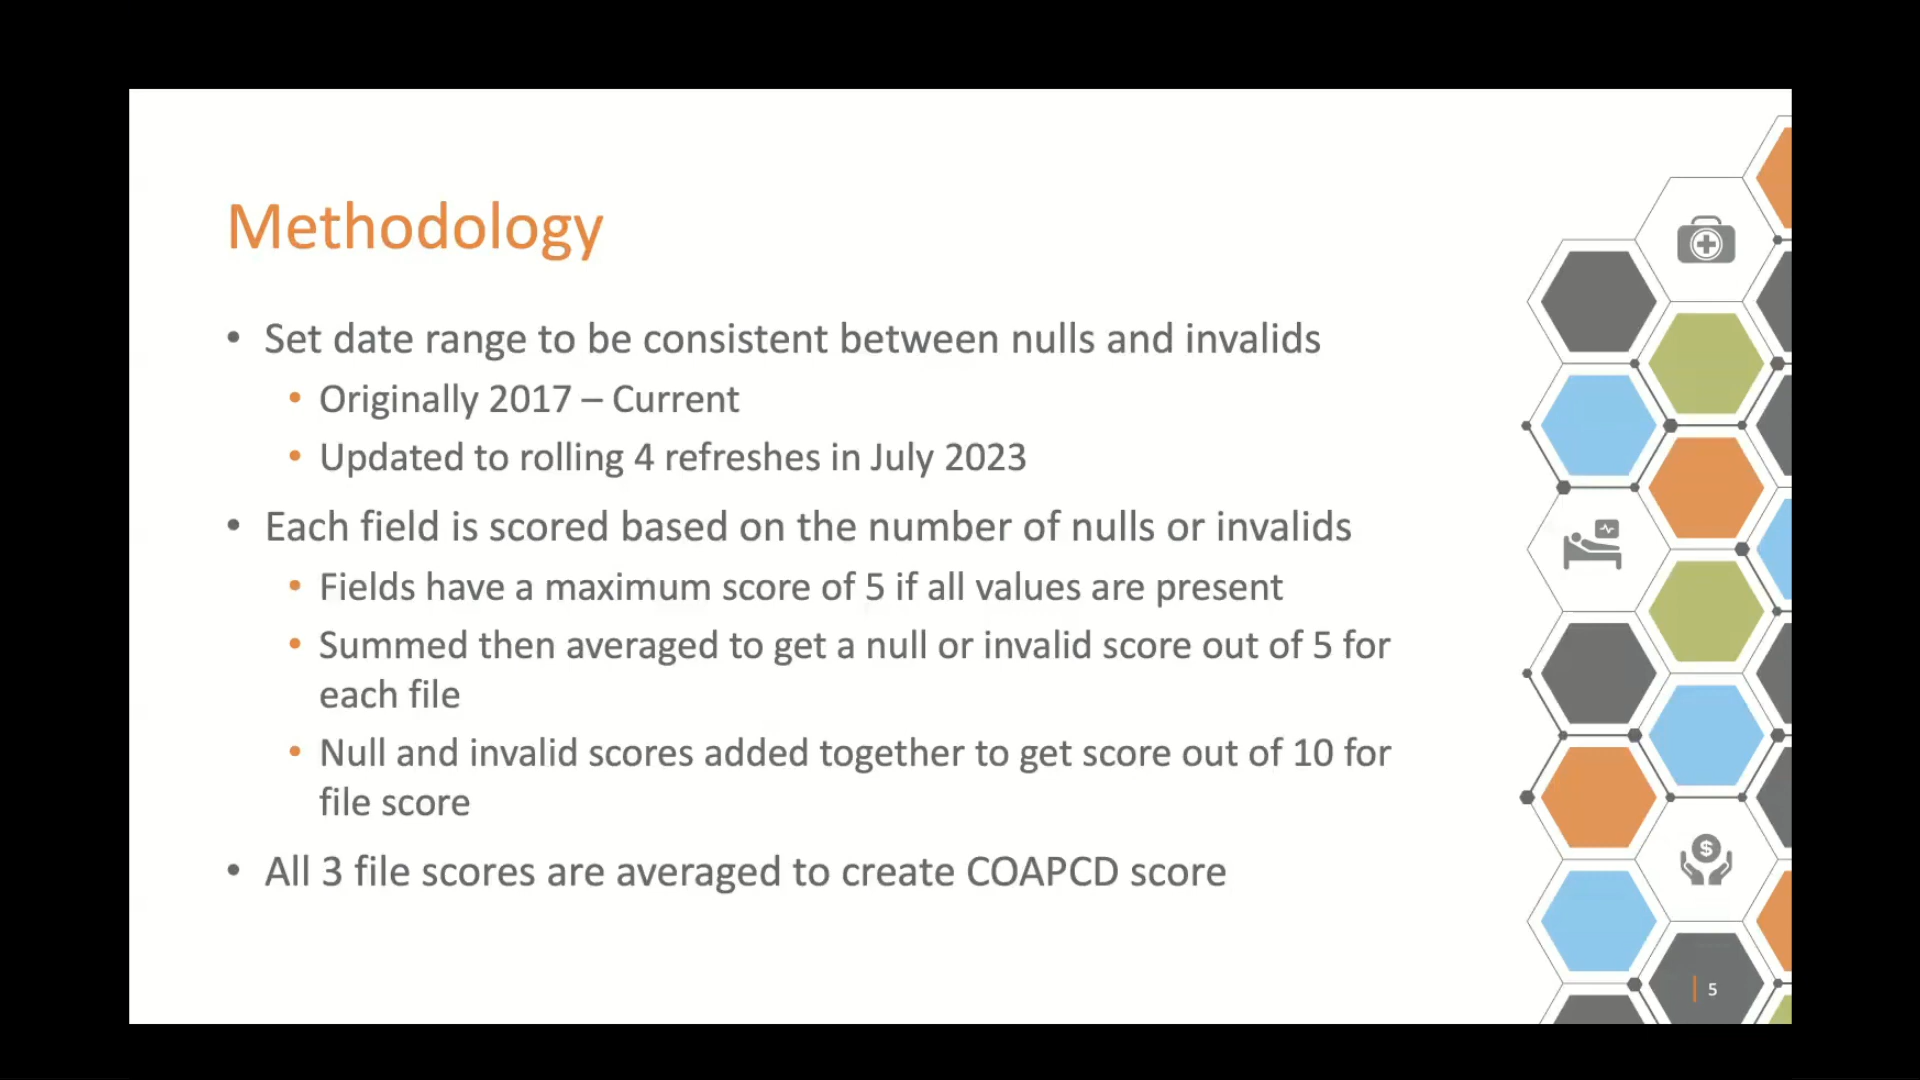 Methodology
• Set date range to be consistent between nulls and invalids
• Originally 2017 – Current
• Updated to rolling 4 refreshes in July 2023
• Each field is scored based on the number of nulls or invalids
• Fields have a maximum score of 5 if all values are present
• Summed then averaged to get a null or invalid score out of 5 for
each file
• Null and invalid scores added together to get score out of 10 for
file score
• All 3 file scores are averaged to create COAPCD score
$
5